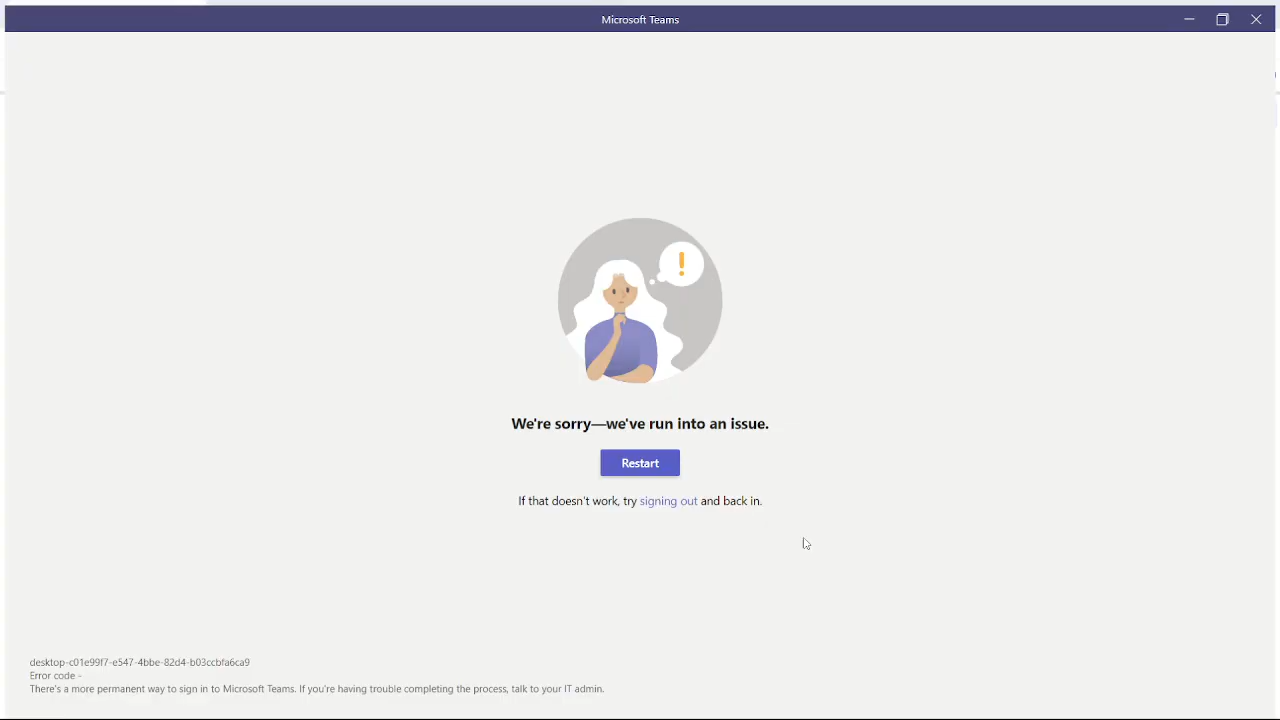 Microsoft Teams
!
We're sorry—we've run into an issue.
Restart
If that doesn't work, try signing out and back in.
desktop-c01e99f7-e547-4bbe-82d4-b03ccbfa6ca9
Error code -
There's a more permanent way to sign in to Microsoft Teams. If you're having trouble completing the process, talk to your IT admin.